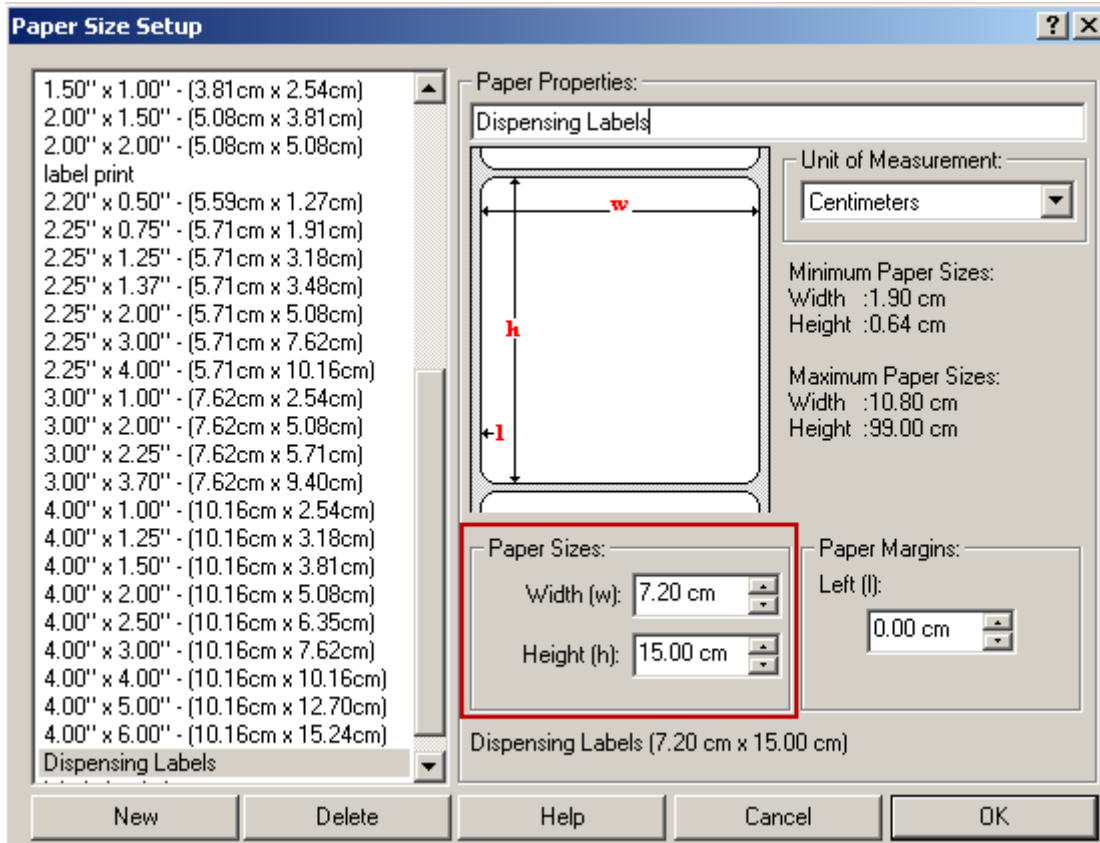 Paper Size Setup
1.50" x 1.00" - (3.81cm x 2.54cm)
2.00" x 1.50" - (5.08cm x 3.81cm)
2.00" x 2.00" - (5.08cm x 5.08cm)
label print
2.20" x 0.50" - (5.59cm x 1.27cm)
2.25" x 0.75" - (5.71cm x 1.91cm)
2.25" x 1.25" - (5.71cm x 3.18cm)
2.25" x 1.37" - (5.71cm x 3.48cm)
2.25" x 2.00" - (5.71cm x 5.08cm)
2.25" x 3.00" - (5.71cm x 7.62cm)
2.25" x 4.00" - (5.71cm x 10.16cm)
3.00" x 1.00" - (7.62cm x 2.54cm)
3.00" x 2.00" - (7.62cm x 5.08cm)
3.00" x 2.25" - (7.62cm x 5.71cm)
3.00" x 3.70" - (7.62cm x 9.40cm)
4.00" x 1.00" - (10.16cm x 2.54cm)
4.00" x 1.25" - (10.16cm x 3.18cm)
4.00" x 1.50" - (10.16cm x 3.81cm)
4.00" x 2.00" - (10.16cm x 5.08cm)
4.00" x 2.50" - (10.16cm x 6.35cm)
4.00" x 3.00" - (10.16cm x 7.62cm)
4.00" x 4.00" - (10.16cm x 10.16cm)
4.00" x 5.00" - (10.16cm x 12.70cm)
4.00" x 6.00" - (10.16cm x 15.24cm)
Dispensing Labels
Paper Properties:
Dispensing Labels
w
h
l
Unit of Measurement:
Centimeters
Minimum Paper Sizes:
Width :1.90 cm
Height :0.64 cm
Maximum Paper Sizes:
Width :10.80 cm
Height :99.00 cm
Paper Sizes:
Width (w): 7.20 cm
Height (h): 15.00 cm
Paper Margins:
Left (l):
0.00 cm
Dispensing Labels (7.20 cm x 15.00 cm)
New
Delete
Help
Cancel
OK